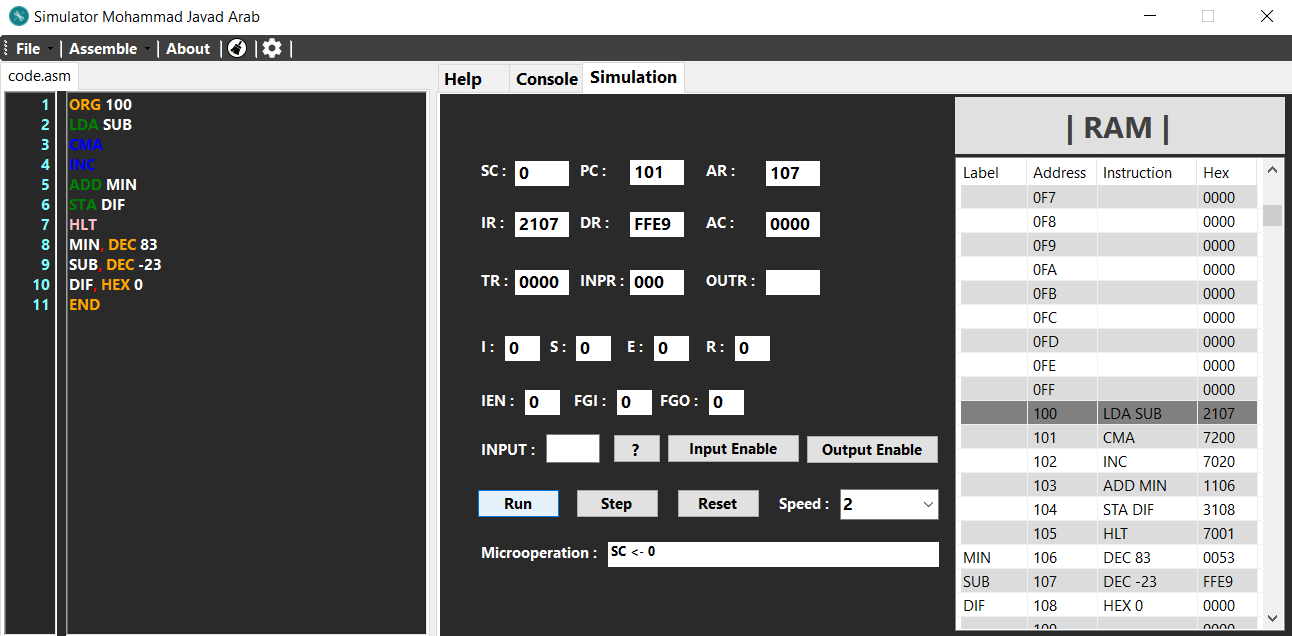 Simulator Mohammad Javad Arab
File | Assemble | About | | |
code.asm
1 ORG 100
2 LDA SUB
3 CMA
4 INC
5 ADD MIN
6 STA DIF
7 HLT
8 MIN, DEC 83
9 SUB, DEC -23
10 DIF, HEX 0
11 END
Help Console Simulation
SC : 0 PC : 101 AR : 107
IR : 2107 DR : FFE9 AC : 0000
TR : 0000 INPR : 000 OUTR :
I : 0 S : 0 E : 0 R : 0
IEN : 0 FGI : 0 FGO : 0
INPUT : ? Input Enable Output Enable
Run Step Reset Speed : 2
Microoperation : SC <- 0
| RAM |
Label Address Instruction Hex
0F7 0000
0F8 0000
0F9 0000
0FA 0000
0FB 0000
0FC 0000
0FD 0000
0FE 0000
0FF 0000
100 LDA SUB 2107
101 CMA 7200
102 INC 7020
103 ADD MIN 1106
104 STA DIF 3108
105 HLT 7001
MIN 106 DEC 83 0053
SUB 107 DEC -23 FFE9
DIF 108 HEX 0 0000
109 0000